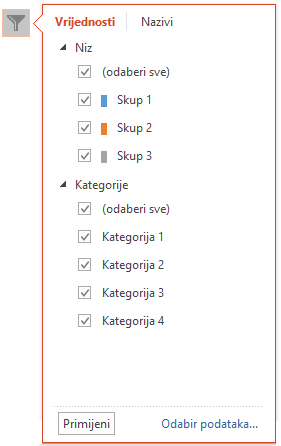 Vrijednosti Nazivi
Niz
(odaberi sve)
Skup 1
Skup 2
Skup 3
Kategorije
(odaberi sve)
Kategorija 1
Kategorija 2
Kategorija 3
Kategorija 4
Primijeni Odabir podataka...